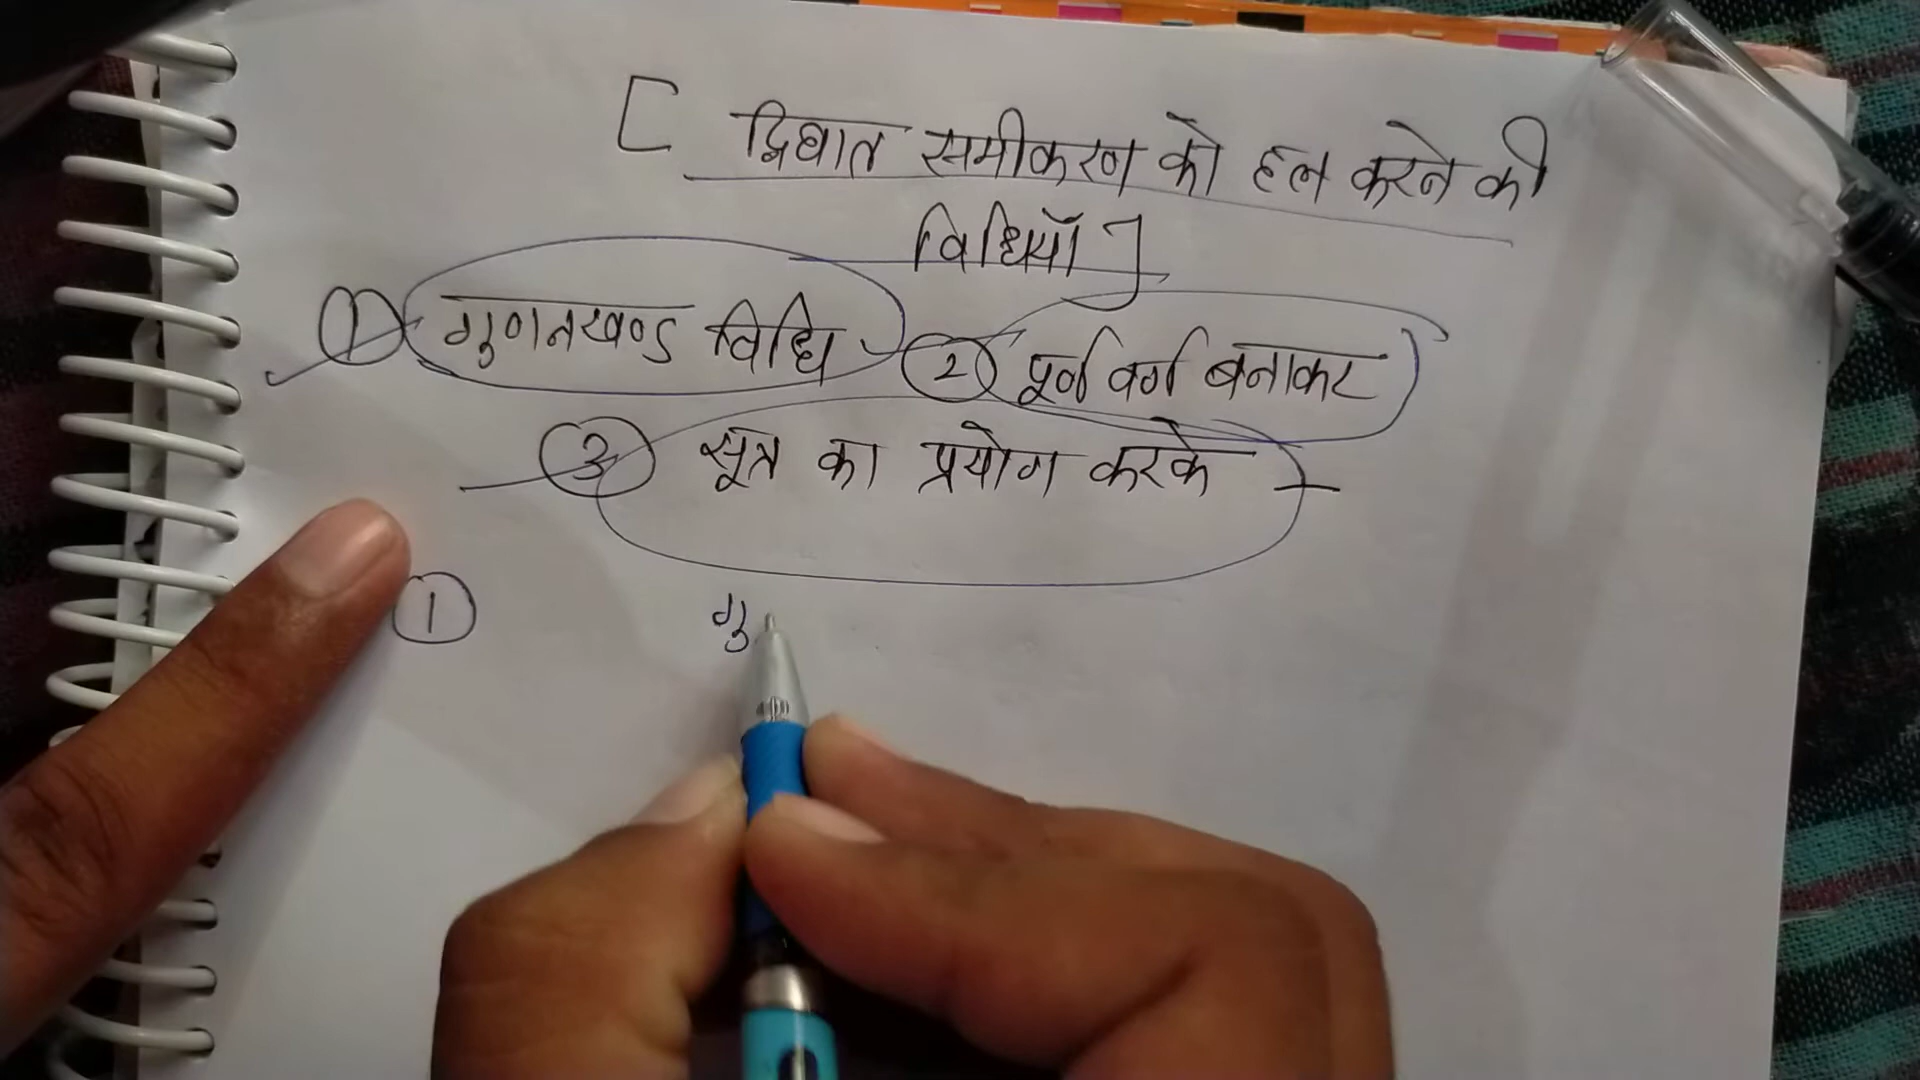 [ द्विघात समीकरण को हल करने की
विधियाँ ]
① गुणनखण्ड विधि ② पूर्ण वर्ग बनाकर
③ सूत्र का प्रयोग करके
① गु